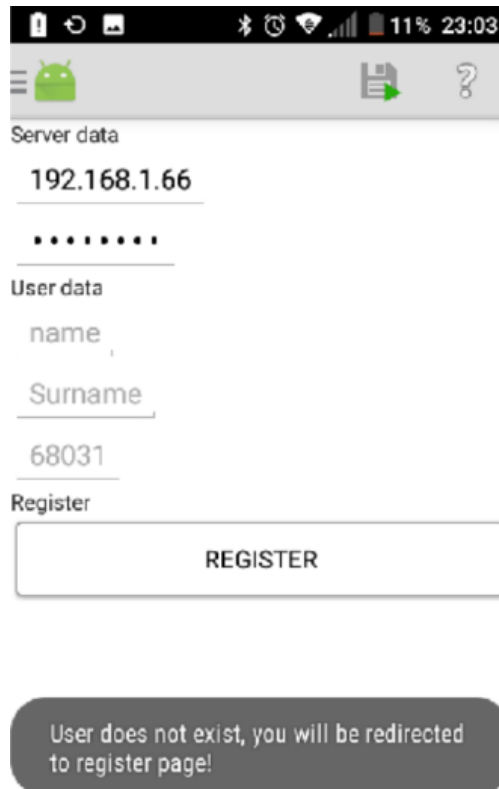 11% 23:03
Server data
192.168.1.66
••••••••
User data
name
Surname
68031
Register
REGISTER
User does not exist, you will be redirected
to register page!